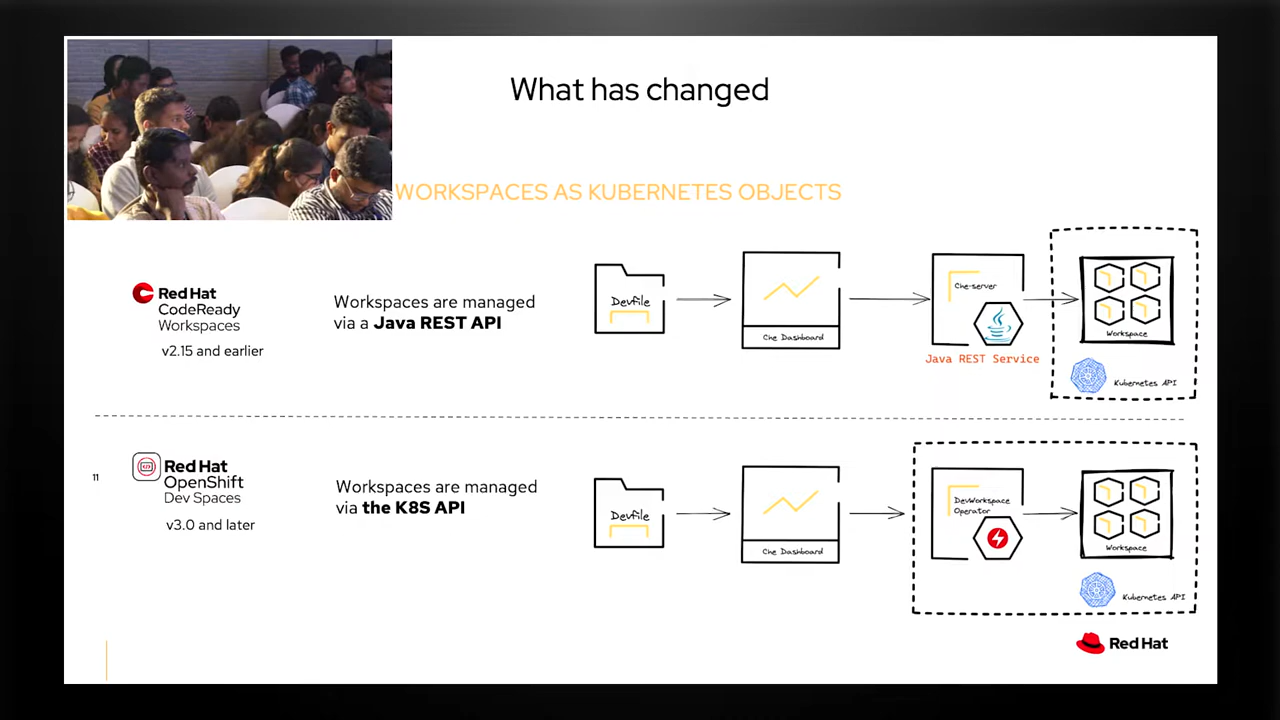 What has changed
WORKSPACES AS KUBERNETES OBJECTS
Red Hat
CodeReady
Workspaces
v2.15 and earlier
Workspaces are managed
via a Java REST API
Devfile
Che Dashboard
Che-server
Java REST Service
Workspace
Kubernetes API
11
Red Hat
OpenShift
Dev Spaces
v3.0 and later
Workspaces are managed
via the K8S API
Devfile
Che Dashboard
DevWorkspace
Operator
Workspace
Kubernetes API
Red Hat